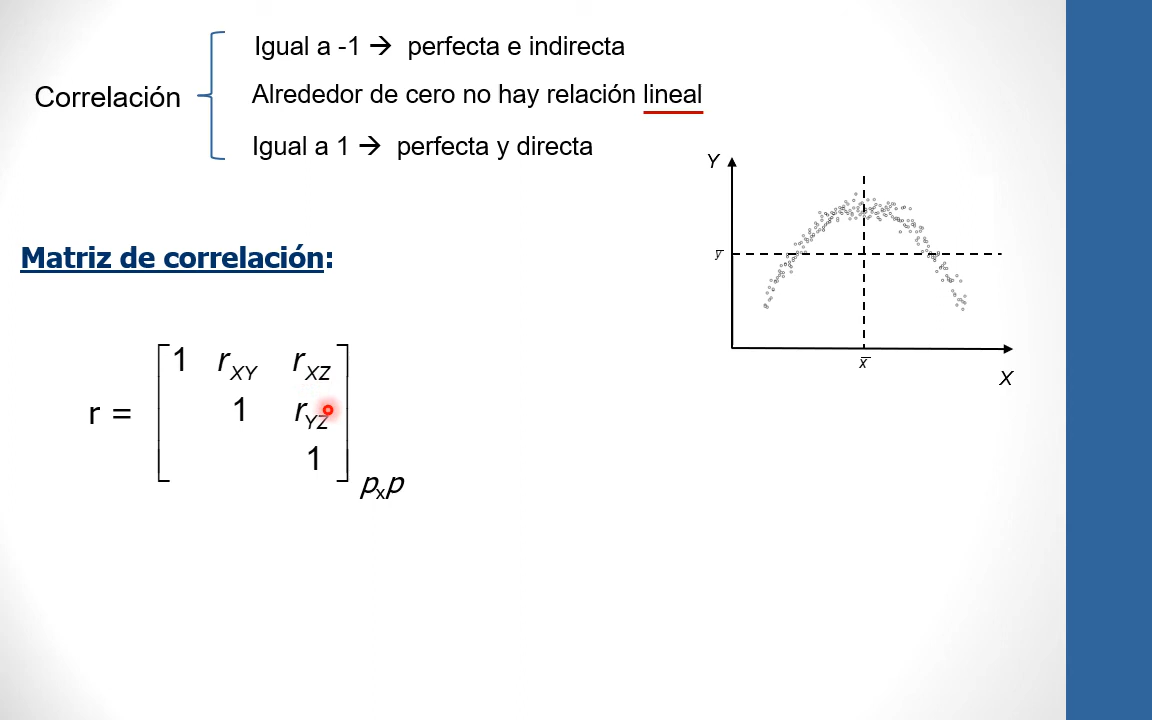 Igual a -1 → perfecta e indirecta
Correlación
Alrededor de cero no hay relación lineal
Igual a 1 → perfecta y directa
Y
y̅
x̅
X
Matriz de correlación:
1 rXY rXZ
r =
1 rYZ
1
pxp